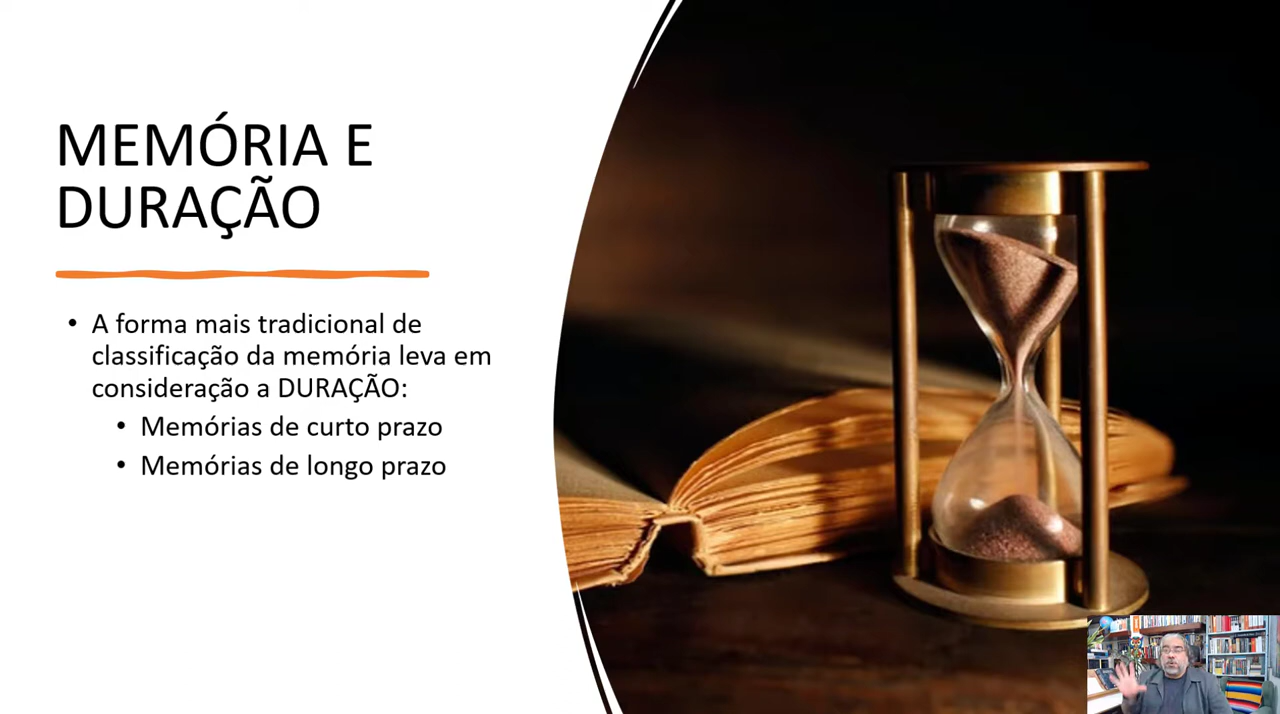 MEMÓRIA E
DURAÇÃO
• A forma mais tradicional de
classificação da memória leva em
consideração a DURAÇÃO:
• Memórias de curto prazo
• Memórias de longo prazo